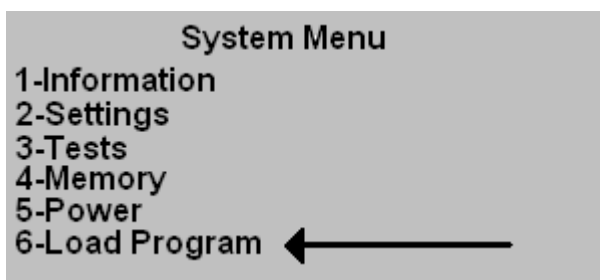 System Menu
1-Information
2-Settings
3-Tests
4-Memory
5-Power
6-Load Program